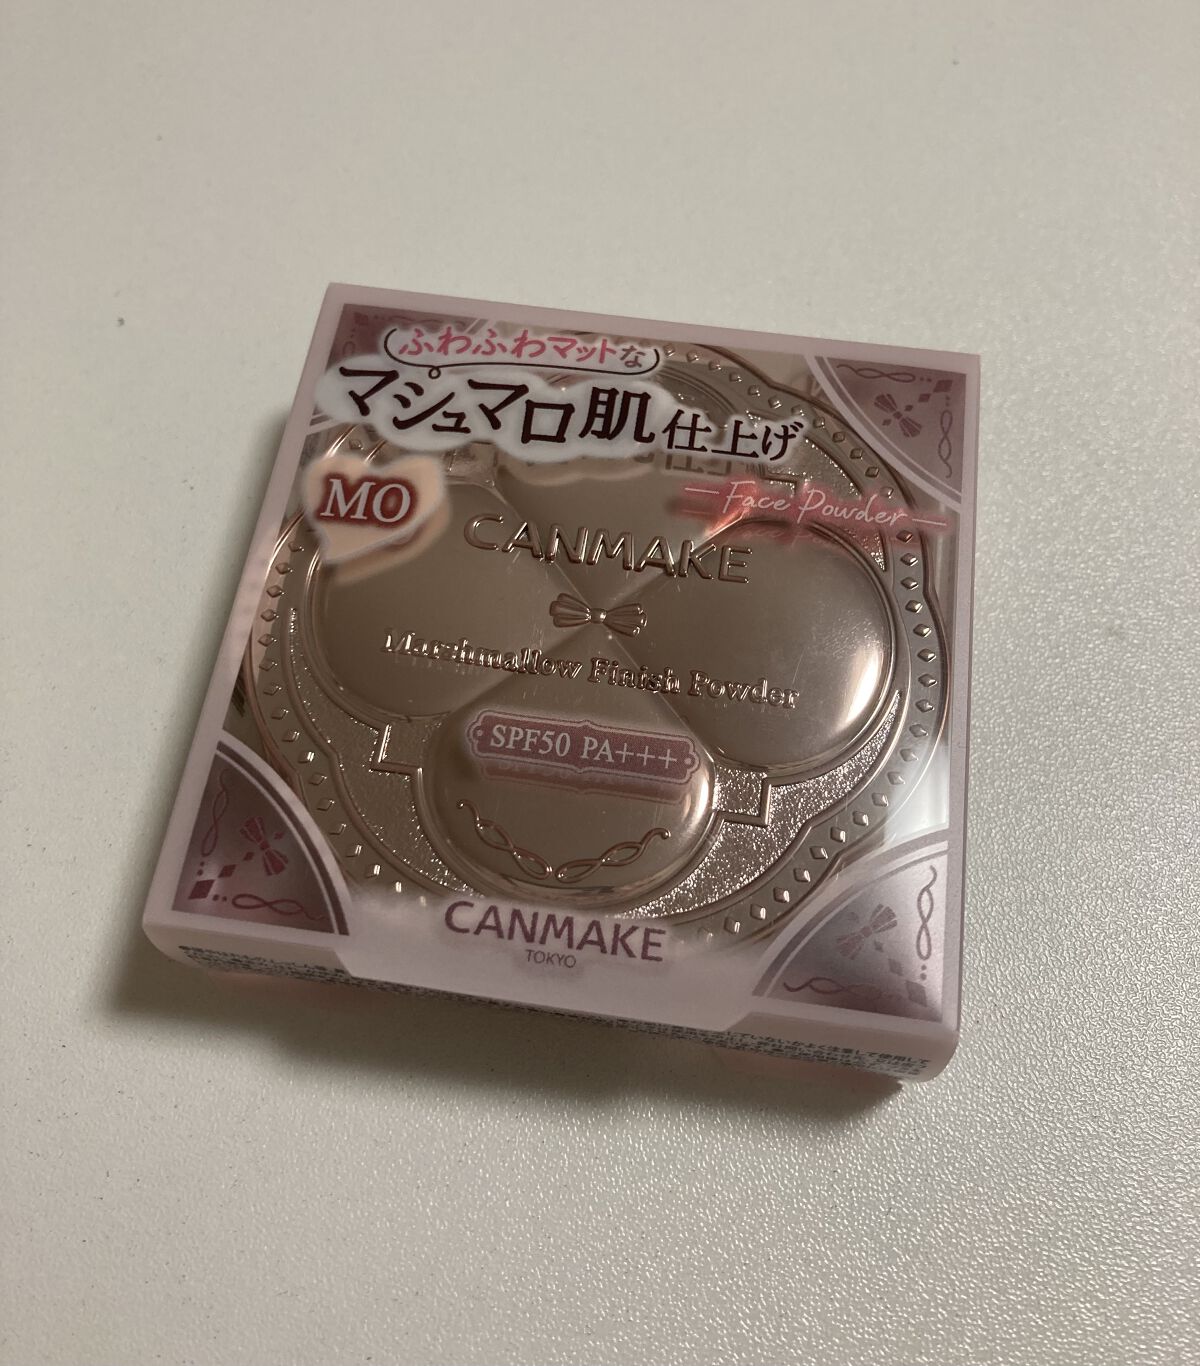 ふわふわマットな
マシュマロ肌仕上げ
MO
Face Powder
CANMAKE
Marshmallow Finish Powder
SPF50 PA+++
CANMAKE
TOKYO